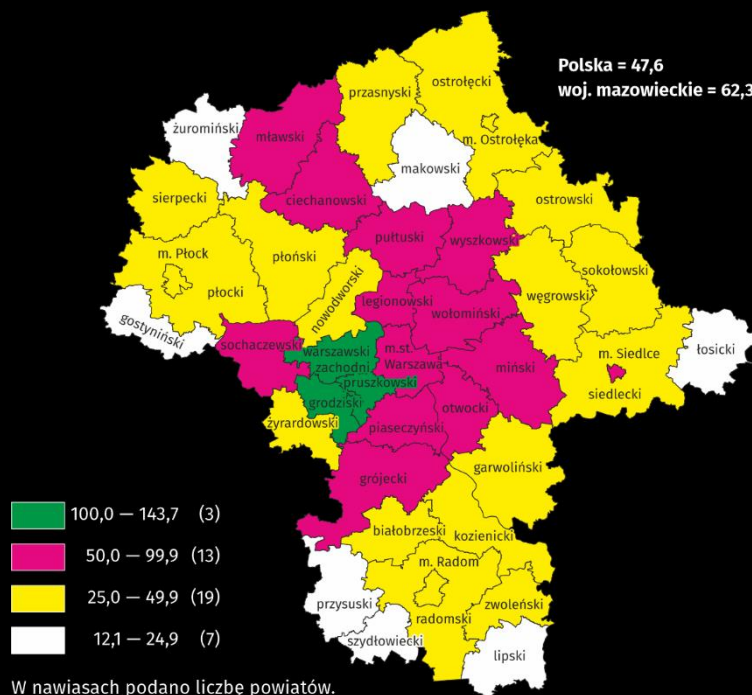 Polska = 47,6
woj. mazowieckie = 62,3
ostrołęcki
przasnyski
żuromiński
mławski
m. Ostrołęka
makowski
ciechanowski
sierpecki
ostrowski
pułtuski
wyszkowski
m. Płock
płoński
sokołowski
węgrowski
płocki
nowodworski
legionowski
wołomiński
gostyniński
sochaczewski
warszawski
zachodni
m.st.
Warszawa
miński
m. Siedlce
łosicki
pruszkowski
siedlecki
grodziski
otwocki
żyrardowski
piaseczyński
grójecki
garwoliński
100,0 — 143,7 (3)
białobrzeski
kozienicki
50,0 — 99,9 (13)
m. Radom
25,0 — 49,9 (19)
przysuski
zwoleński
radomski
12,1 — 24,9 (7)
szydłowiecki
lipski
W nawiasach podano liczbę powiatów.